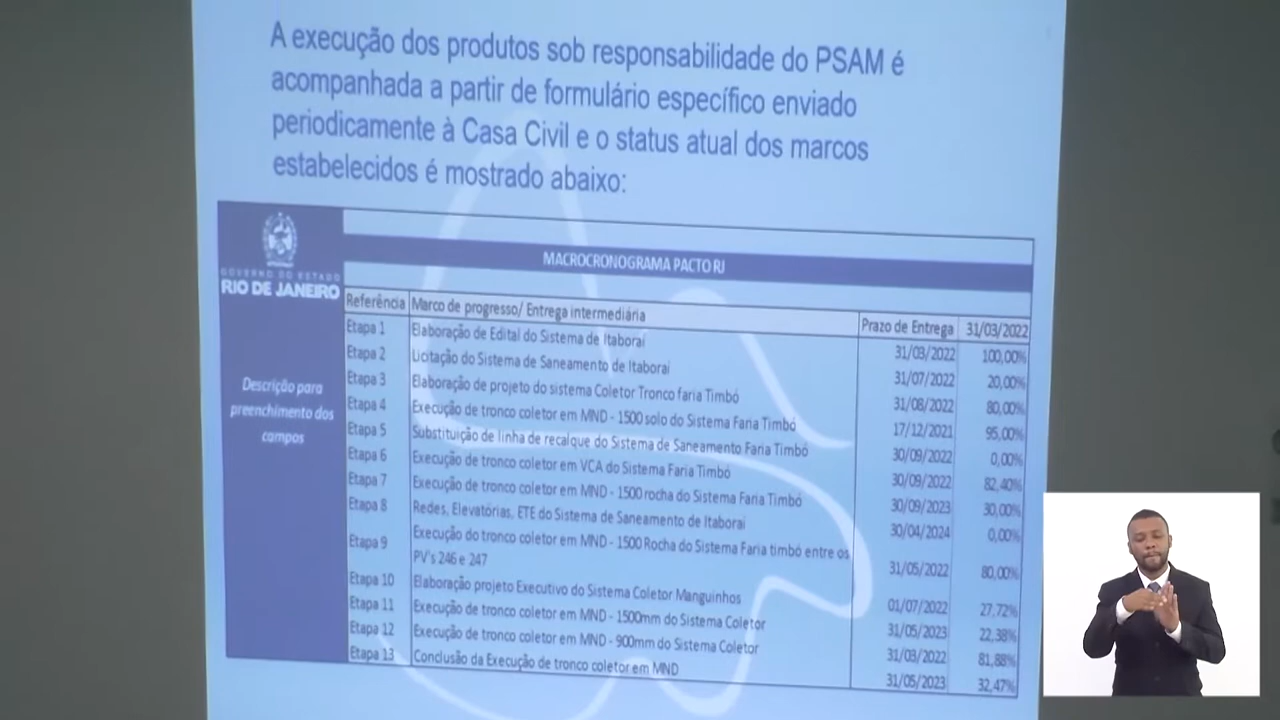 A execução dos produtos sob responsabilidade do PSAM é
acompanhada a partir de formulário específico enviado
periodicamente à Casa Civil e o status atual dos marcos
estabelecidos é mostrado abaixo:
GOVERNO DO ESTADO
RIO DE JANEIRO
Descrição para
preenchimento dos
campos
MACROCRONOGRAMA PACTO RJ
Referência Marco de progresso/ Entrega intermediária Prazo de Entrega 31/03/2022
Etapa 1 Elaboração de Edital do Sistema de Itaboraí 31/03/2022 100,00%
Etapa 2 Licitação do Sistema de Saneamento de Itaboraí 31/07/2022 20,00%
Etapa 3 Elaboração de projeto do sistema Coletor Tronco faria Timbó 31/08/2022 80,00%
Etapa 4 Execução de tronco coletor em MND - 1500 solo do Sistema Faria Timbó 17/12/2021 95,00%
Etapa 5 Substituição de linha de recalque do Sistema de Saneamento Faria Timbó 30/09/2022 0,00%
Etapa 6 Execução de tronco coletor em VCA do Sistema Faria Timbó 30/09/2022 82,40%
Etapa 7 Execução de tronco coletor em MND - 1500 rocha do Sistema Faria Timbó 30/09/2023 30,00%
Etapa 8 Redes, Elevatórias, ETE do Sistema de Saneamento de Itaboraí 30/04/2024 0,00%
Etapa 9 Execução do tronco coletor em MND - 1500 Rocha do Sistema Faria timbó entre os
PV's 246 e 247 31/05/2022 80,00%
Etapa 10 Elaboração projeto Executivo do Sistema Coletor Manguinhos 01/07/2022 27,72%
Etapa 11 Execução de tronco coletor em MND - 1500mm do Sistema Coletor 31/05/2023 22,38%
Etapa 12 Execução de tronco coletor em MND - 900mm do Sistema Coletor 31/03/2022 81,88%
Etapa 13 Conclusão da Execução de tronco coletor em MND 31/05/2023 32,47%